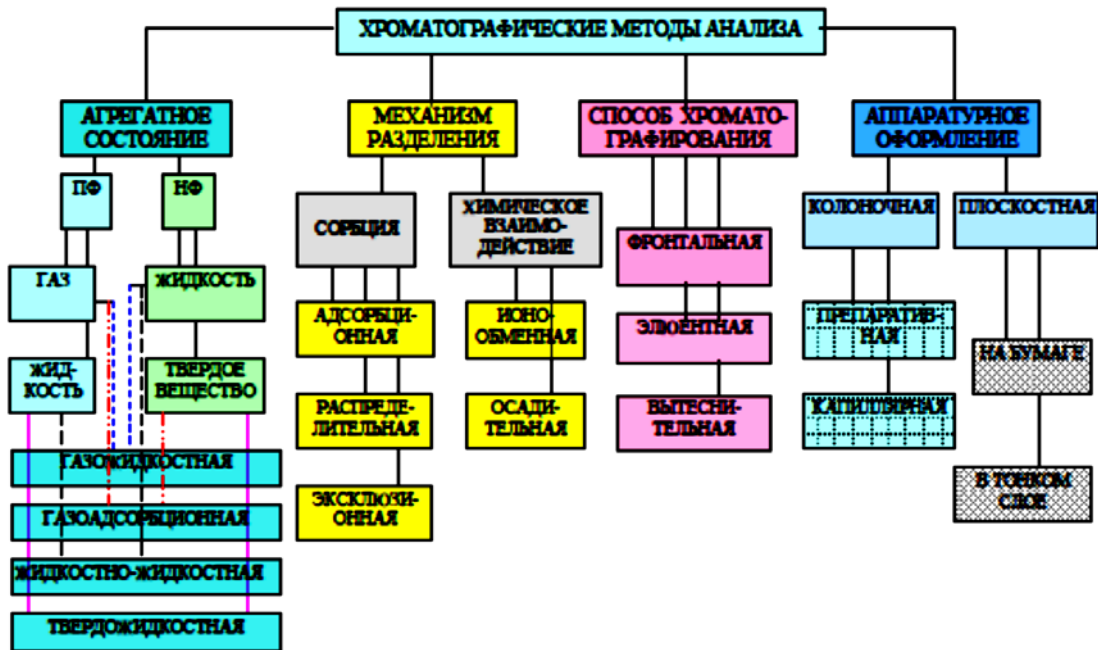 ХРОМАТОГРАФИЧЕСКИЕ МЕТОДЫ АНАЛИЗА
АГРЕГАТНОЕ
СОСТОЯНИЕ
МЕХАНИЗМ
РАЗДЕЛЕНИЯ
СПОСОБ ХРОМАТО-
ГРАФИРОВАНИЯ
АППАРАТУРНОЕ
ОФОРМЛЕНИЕ
ПФ
НФ
СОРБЦИЯ
ХИМИЧЕСКОЕ
ВЗАИМО-
ДЕЙСТВИЕ
КОЛОНОЧНАЯ
ПЛОСКОСТНАЯ
ФРОНТАЛЬНАЯ
ГАЗ
ЖИДКОСТЬ
АДСОРБЦИ-
ОННАЯ
ИОНО-
ОБМЕННАЯ
ЭЛЮЕНТНАЯ
ПРЕПАРАТИВ-
НАЯ
НА БУМАГЕ
ЖИД-
КОСТЬ
ТВЕРДОЕ
ВЕЩЕСТВО
РАСПРЕДЕ-
ЛИТЕЛЬНАЯ
ОСАДИ-
ТЕЛЬНАЯ
ВЫТЕСНИ-
ТЕЛЬНАЯ
КАПИЛЛЯРНАЯ
ГАЗОЖИДКОСТНАЯ
ЭКСКЛЮЗИ-
ОННАЯ
В ТОНКОМ
СЛОЕ
ГАЗОАДСОРБЦИОННАЯ
ЖИДКОСТНО-ЖИДКОСТНАЯ
ТВЕРДОЖИДКОСТНАЯ